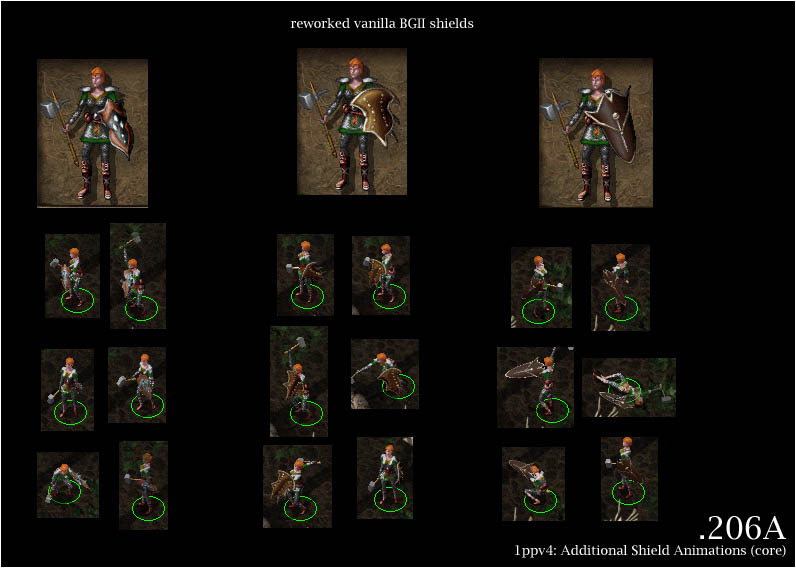 reworked vanilla BGII shields
.206A
1ppv4: Additional Shield Animations (core)